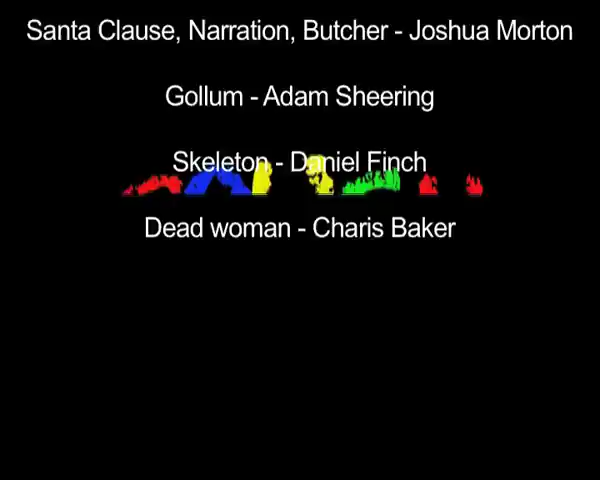 Santa Clause, Narration, Butcher - Joshua Morton
Gollum - Adam Sheering
Skeleton - Daniel Finch
Dead woman - Charis Baker